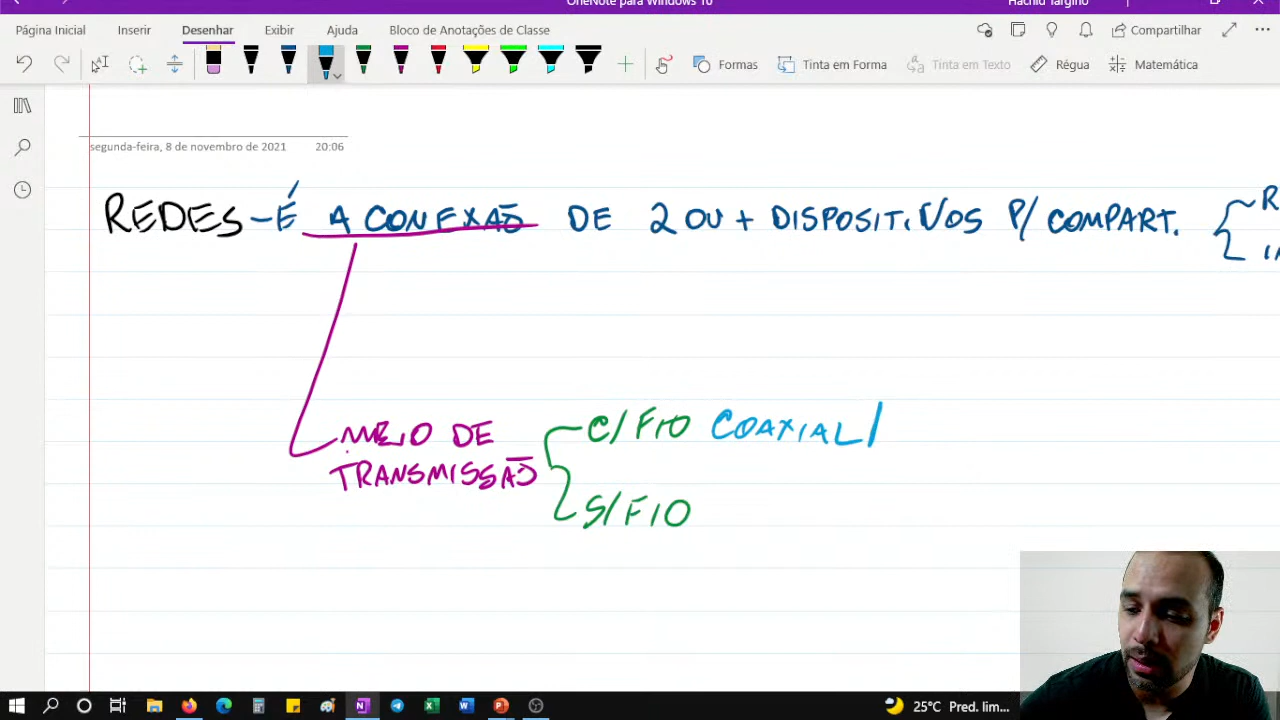 OneNote para Windows 10
Hachid Targino
Página Inicial Inserir Desenhar Exibir Ajuda Bloco de Anotações de Classe Compartilhar
Formas Tinta em Forma Tinta em Texto Régua Matemática
segunda-feira, 8 de novembro de 2021 20:06
REDES - É A CONEXÃO DE 2 OU + DISPOSITIVOS P/ COMPART.
MEIO DE
TRANSMISSÃO
C/ FIO COAXIAL /
S/ FIO
25°C Pred. lim...